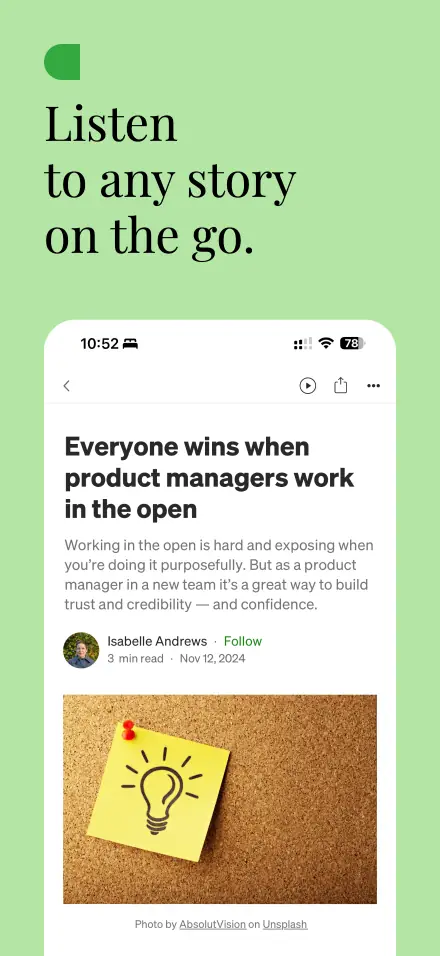 Listen
to any story
on the go.
10:52
78
Everyone wins when
product managers work
in the open
Working in the open is hard and exposing when
you’re doing it purposefully. But as a product
manager in a new team it’s a great way to build
trust and credibility — and confidence.
Isabelle Andrews · Follow
3 min read · Nov 12, 2024
Photo by AbsolutVision on Unsplash